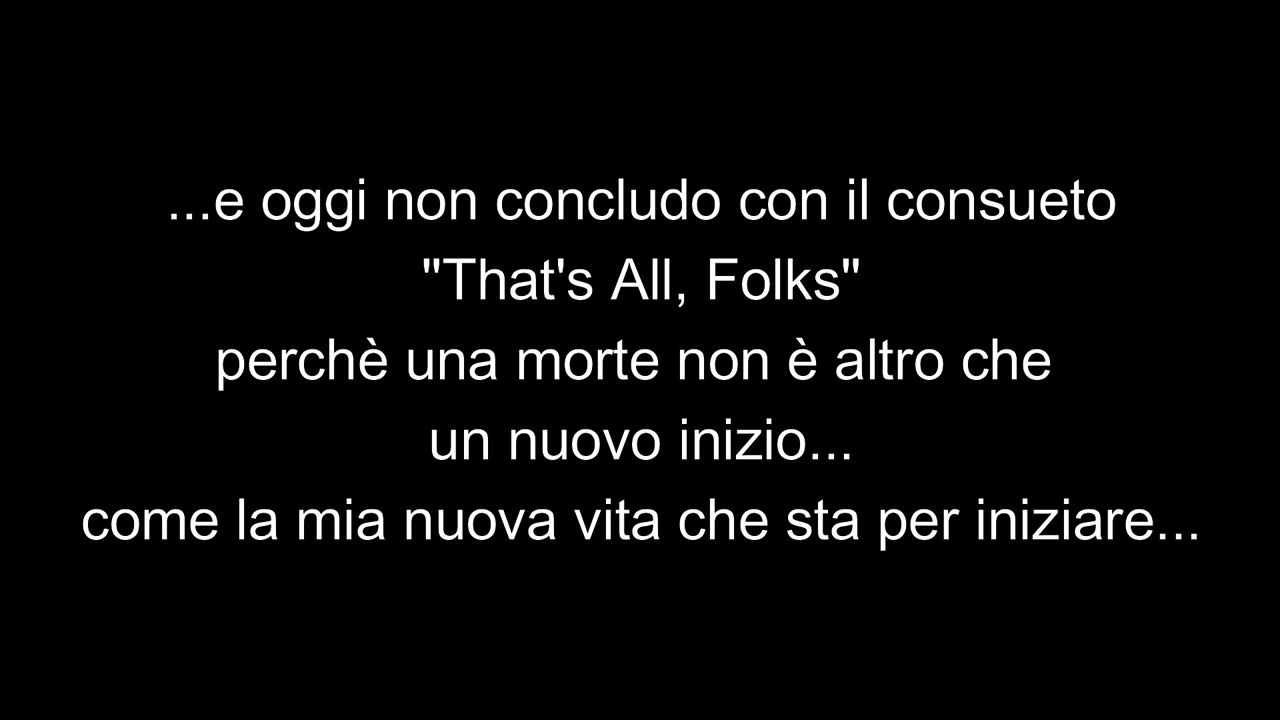 ...e oggi non concludo con il consueto
"That's All, Folks"
perchè una morte non è altro che
un nuovo inizio...
come la mia nuova vita che sta per iniziare...